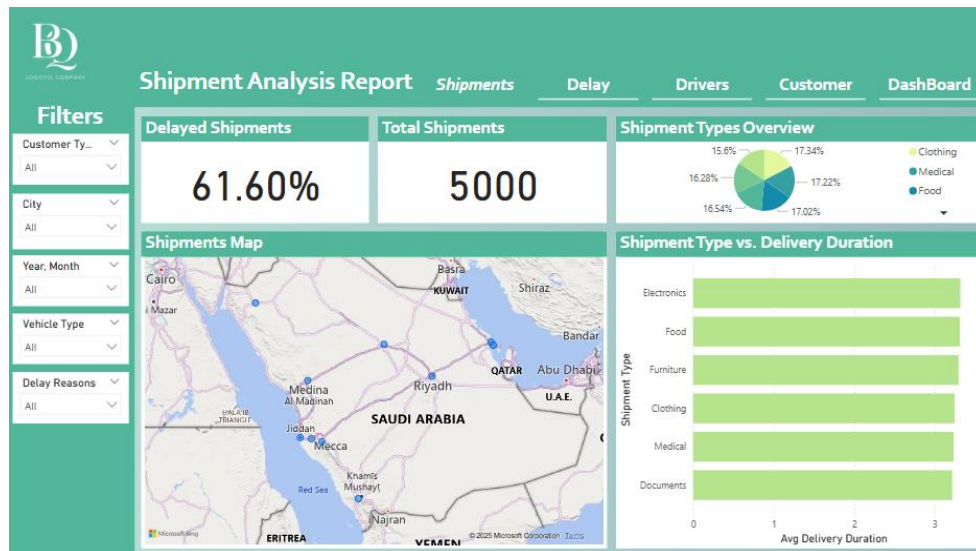 BQ
LOGISTIC COMPANY
Shipment Analysis Report
Shipments
Delay
Drivers
Customer
DashBoard
Filters
Customer Ty...
All
City
All
Year, Month
All
Vehicle Type
All
Delay Reasons
All
Delayed Shipments
61.60%
Total Shipments
5000
Shipment Types Overview
15.6%
17.34%
16.28%
17.22%
16.54%
17.02%
Clothing
Medical
Food
Shipments Map
Cairo
Mazar
Basra
KUWAIT
Shiraz
Bandar
QATAR
Abu Dhabi
U.A.E.
Medina
Al Madinah
Riyadh
HALA'IB
TRIANGLE
SAUDI ARABIA
Jiddah
Mecca
Khamis
Mushayt
Red Sea
Najran
ERITREA
YEMEN
Microsoft Bing
© 2025 Microsoft Corporation Terms
Shipment Type vs. Delivery Duration
Shipment Type
Electronics
Food
Furniture
Clothing
Medical
Documents
0
1
2
3
Avg Delivery Duration